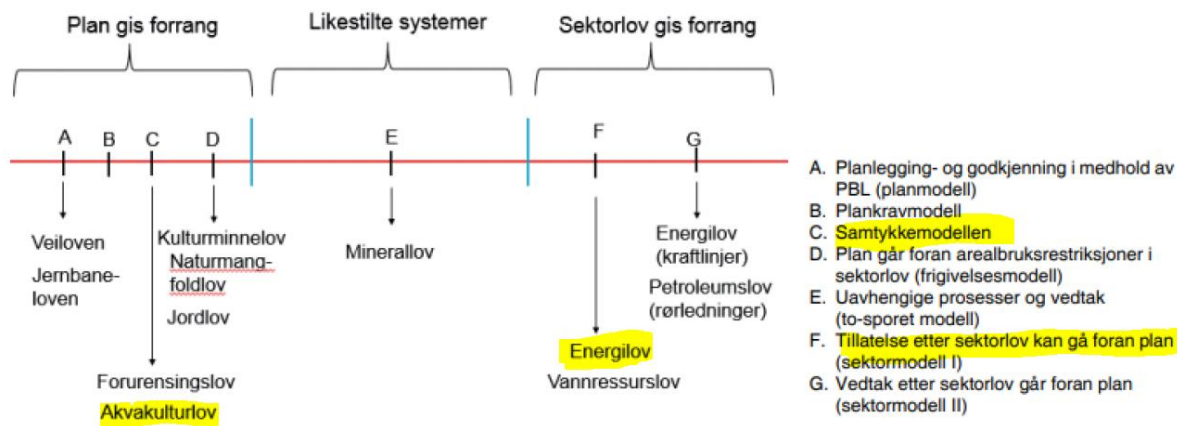 Plan gis forrang
Likestilte systemer
Sektorlov gis forrang
A
B
C
D
E
F
G
Veiloven
Jernbane-
loven
Kulturminnelov
Naturmang-
foldlov
Jordlov
Minerallov
Energilov
(kraftlinjer)
Petroleumslov
(rørledninger)
Energilov
Vannressurslov
Forurensingslov
Akvakulturlov
A. Planlegging- og godkjenning i medhold av
PBL (planmodell)
B. Plankravmodell
C. Samtykkemodellen
D. Plan går foran arealbruksrestriksjoner i
sektorlov (frigivelsesmodell)
E. Uavhengige prosesser og vedtak
(to-sporet modell)
F. Tillatelse etter sektorlov kan gå foran plan
(sektormodell I)
G. Vedtak etter sektorlov går foran plan
(sektormodell II)